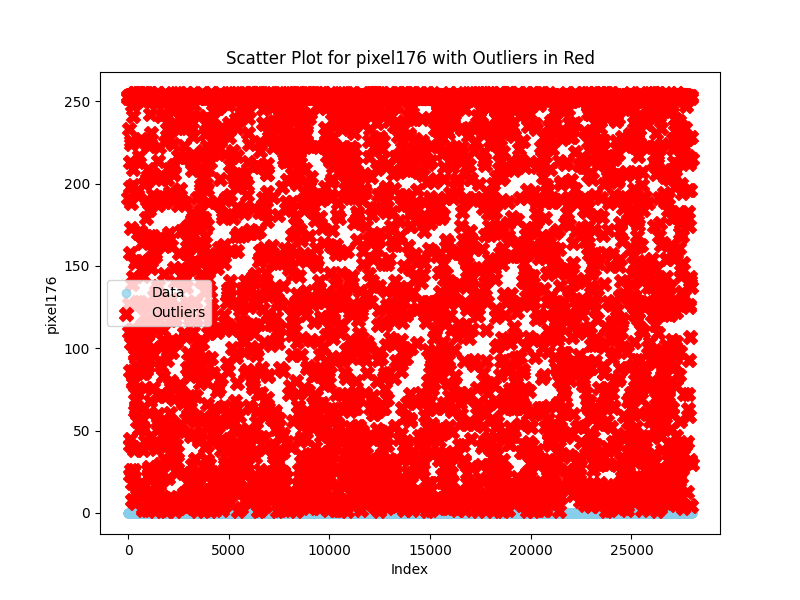 Scatter Plot for pixel176 with Outliers in Red
250
200
150
100
50
0
pixel176
Data
Outliers
0 5000 10000 15000 20000 25000
Index